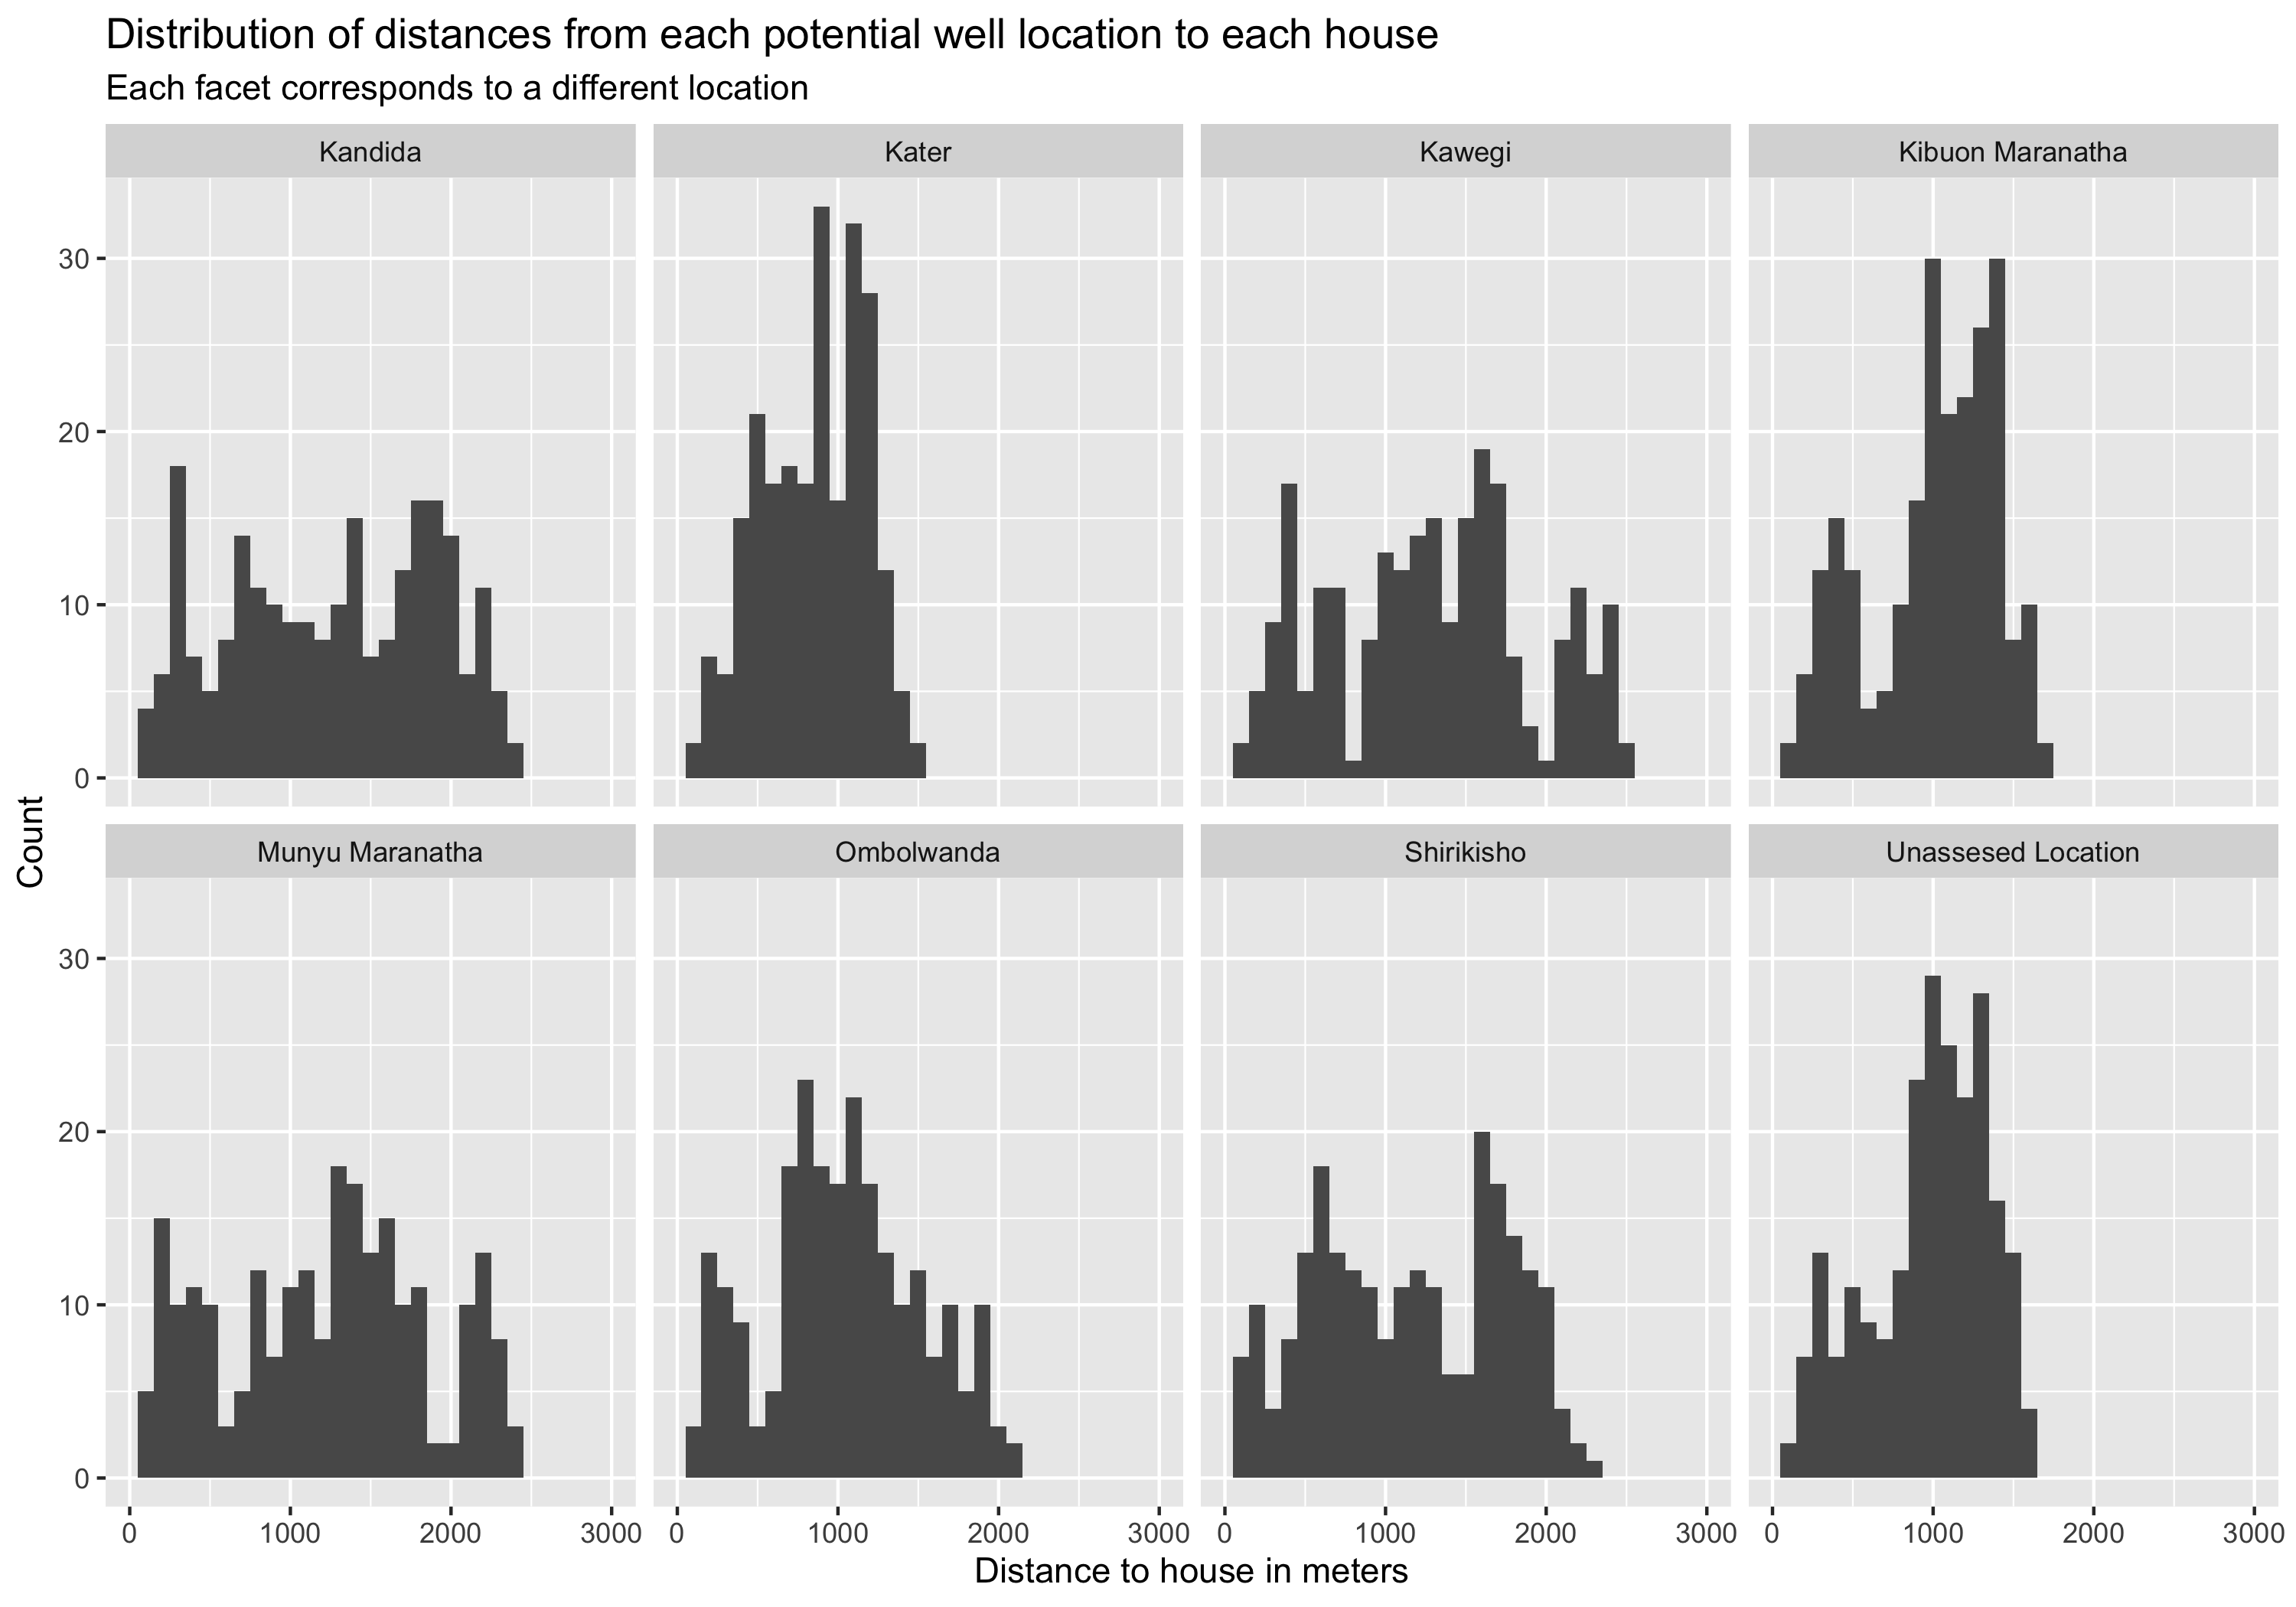 Distribution of distances from each potential well location to each house
Each facet corresponds to a different location
Kandida Kater Kawegi Kibuon Maranatha
30
20
10
0
Count
Munyu Maranatha Ombolwanda Shirikisho Unassesed Location
30
20
10
0
0 1000 2000 3000 0 1000 2000 3000 0 1000 2000 3000 0 1000 2000 3000
Distance to house in meters